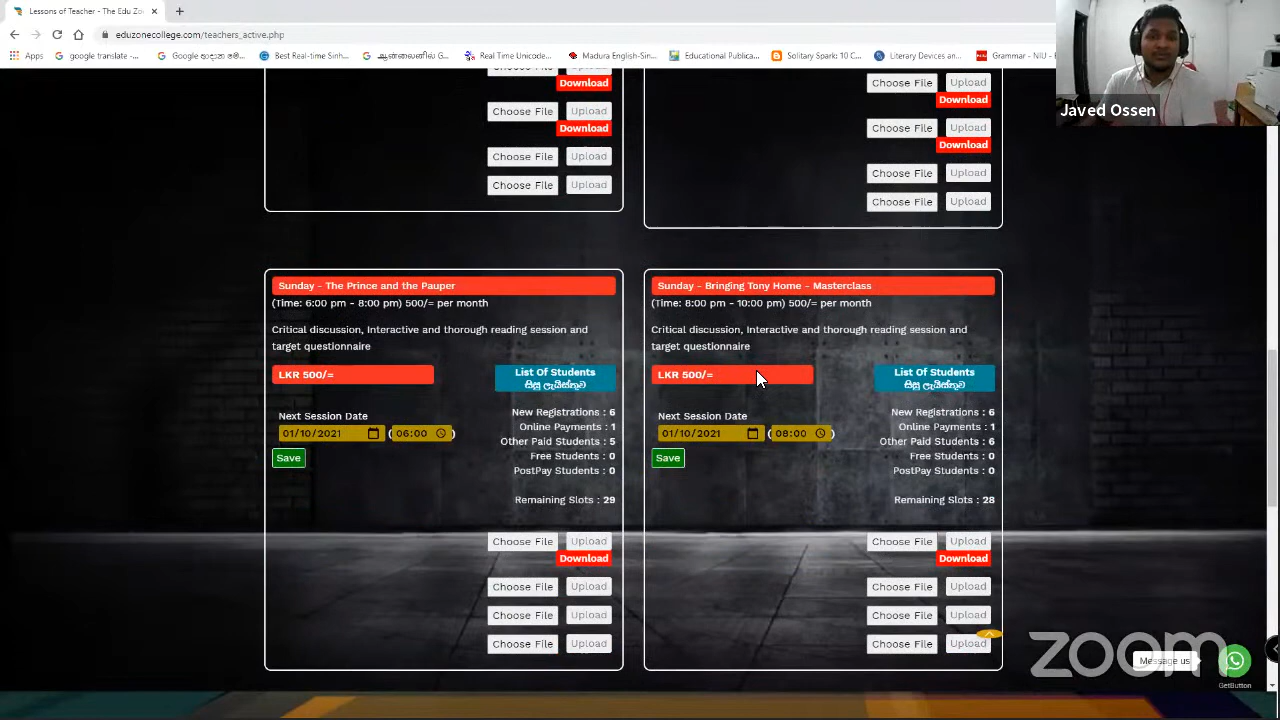 Lessons of Teacher - The Edu Zo
eduzonecollege.com/teachers_active.php
Apps
google translate -...
Best Real-time Sinh...
ஆன்லைனில் G...
Real Time Unicode...
Madura English-Sin...
Educational Publica...
Solitary Spark: 10 C...
Literary Devices and...
Grammar - NIU - E
Javed Ossen
Download
Choose File Upload
Download
Choose File Upload
Choose File Upload
Choose File Upload
Download
Choose File Upload
Download
Choose File Upload
Choose File Upload
Sunday - The Prince and the Pauper
(Time: 6:00 pm - 8:00 pm) 500/= per month
Critical discussion, Interactive and thorough reading session and
target questionnaire
LKR 500/=
List Of Students
සිසු ලැයිස්තුව
Next Session Date
01/10/2021 (06:00)
Save
New Registrations : 6
Online Payments : 1
Other Paid Students : 5
Free Students : 0
PostPay Students : 0
Remaining Slots : 29
Choose File Upload
Download
Choose File Upload
Choose File Upload
Choose File Upload
Sunday - Bringing Tony Home - Masterclass
(Time: 8:00 pm - 10:00 pm) 500/= per month
Critical discussion, Interactive and thorough reading session and
target questionnaire
LKR 500/=
List Of Students
සිසු ලැයිස්තුව
Next Session Date
01/10/2021 (08:00)
Save
New Registrations : 6
Online Payments : 1
Other Paid Students : 6
Free Students : 0
PostPay Students : 0
Remaining Slots : 28
Choose File Upload
Download
Choose File Upload
Choose File Upload
Choose File Upload
zoom
Message us
GetButton